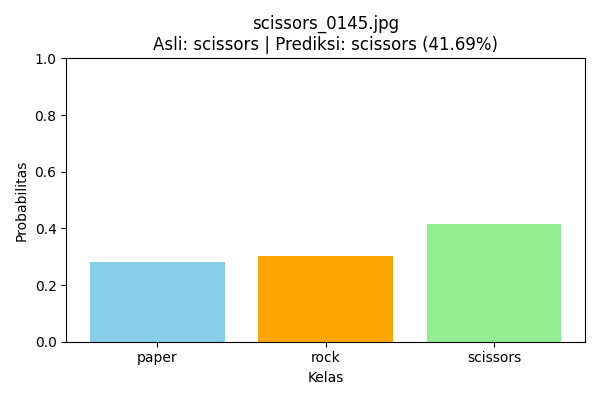 scissors_0145.jpg
Asli: scissors | Prediksi: scissors (41.69%)
1.0
0.8
0.6
0.4
0.2
0.0
Probabilitas
paper rock scissors
Kelas